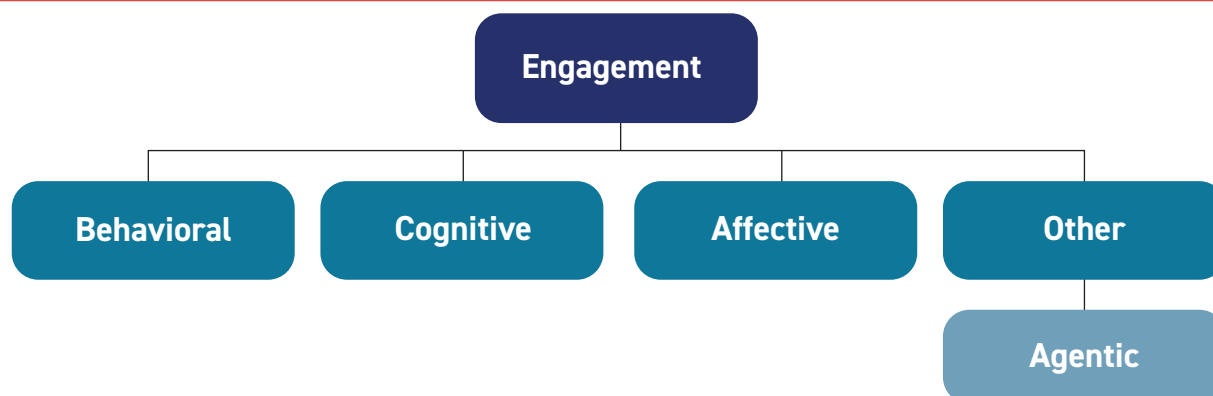 Engagement
Behavioral
Cognitive
Affective
Other
Agentic